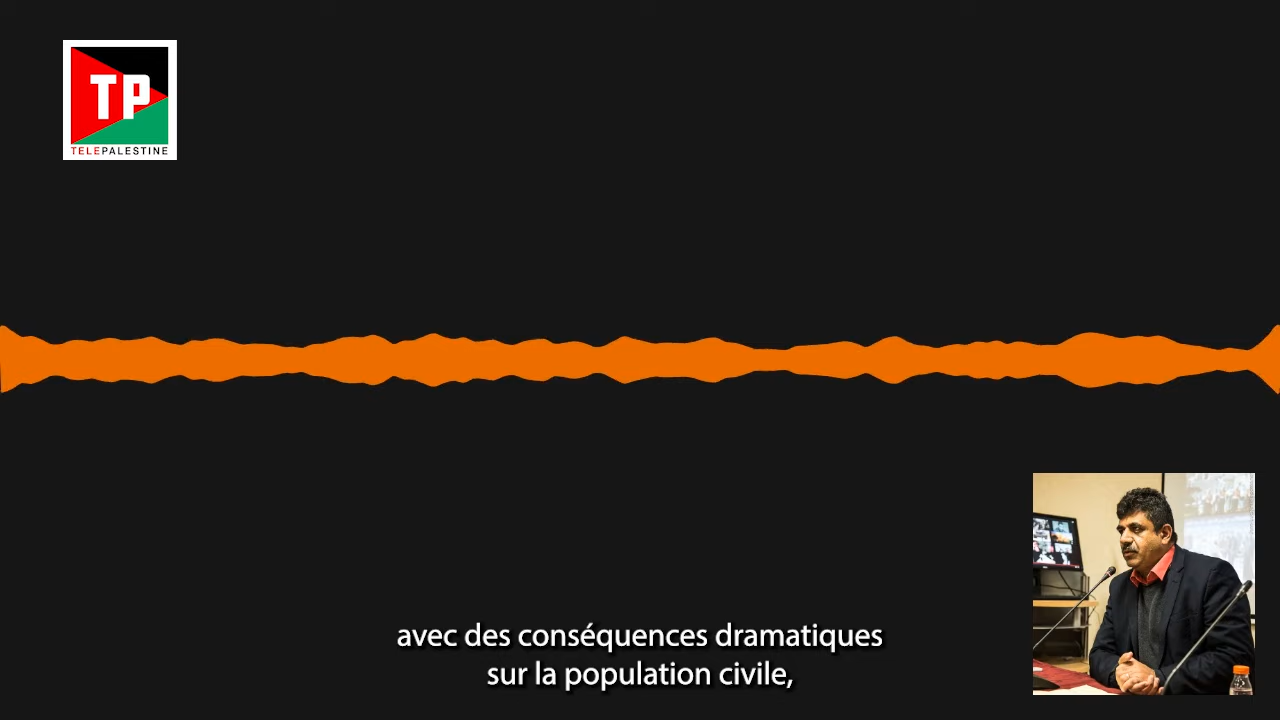 TP
TELEPALESTINE
avec des conséquences dramatiques
sur la population civile,